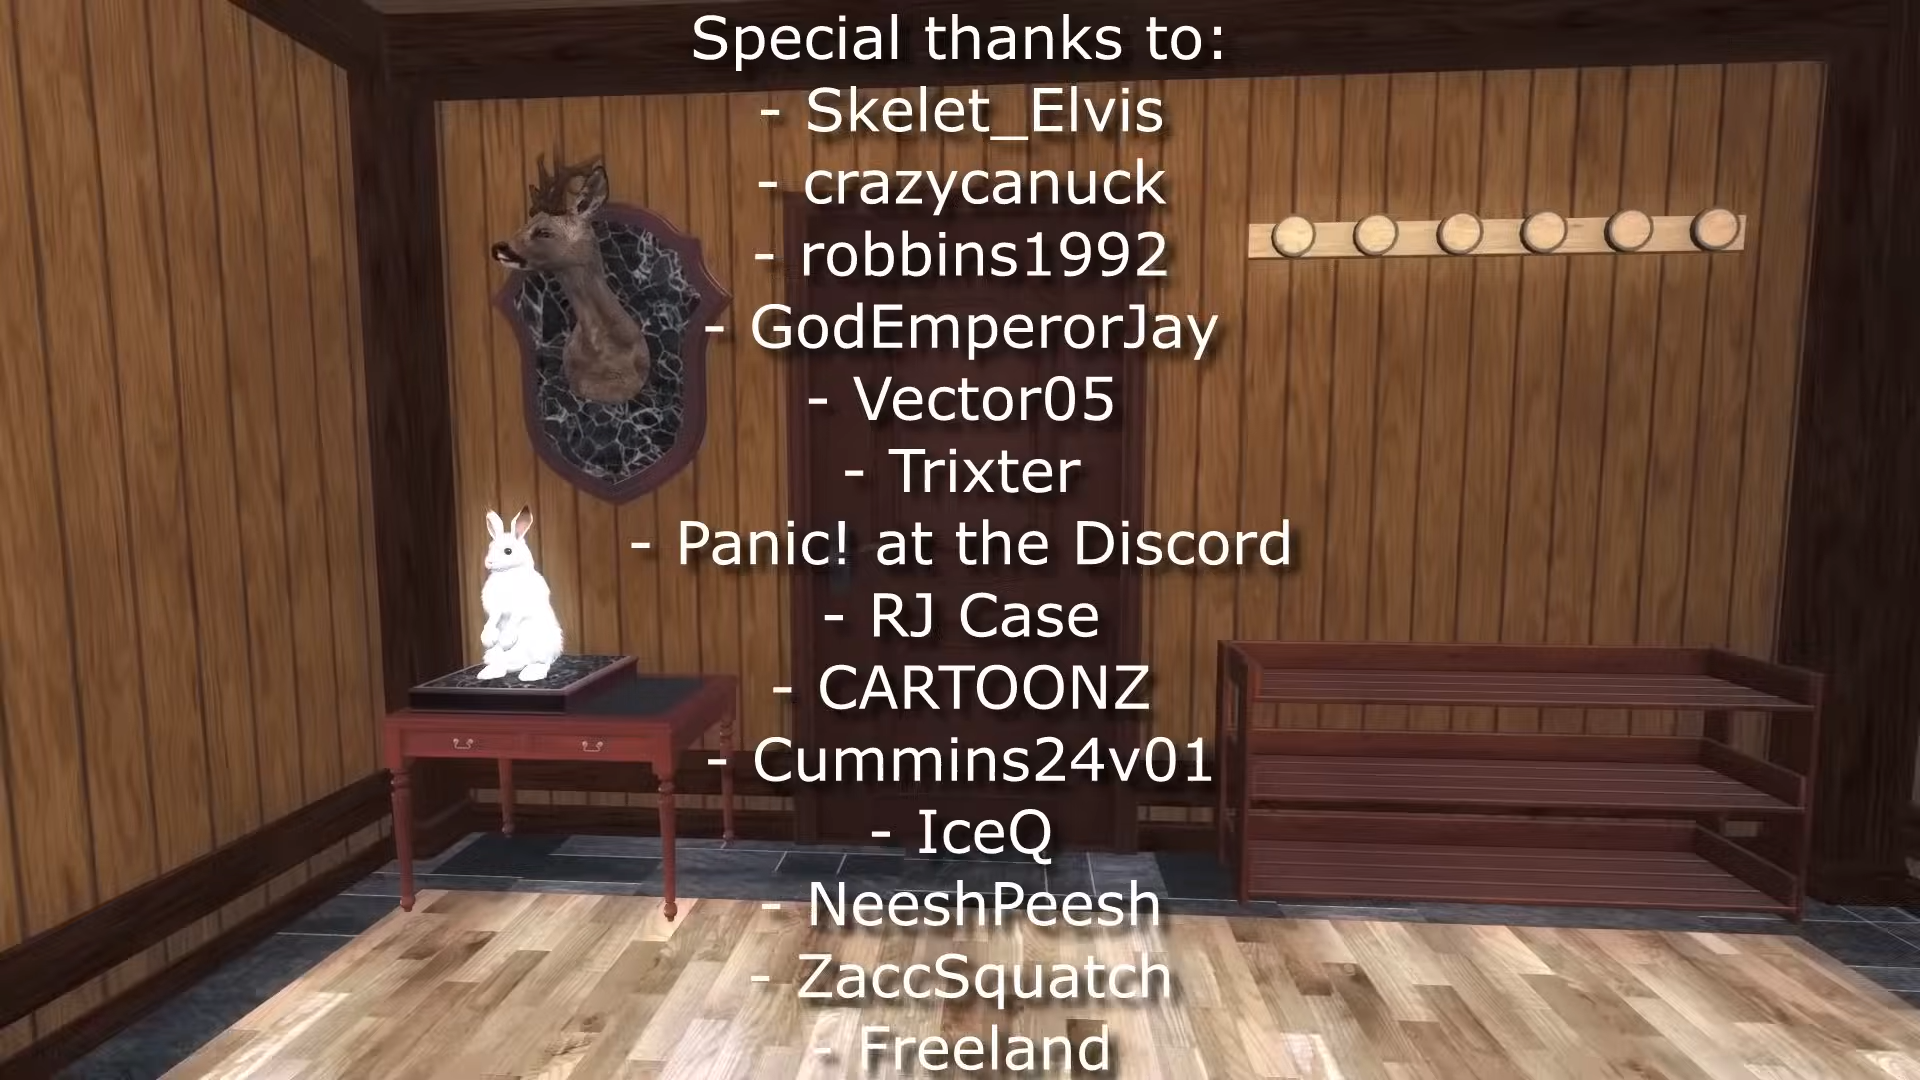 Special thanks to:
- Skelet_Elvis
- crazycanuck
- robbins1992
- GodEmperorJay
- Vector05
- Trixter
- Panic! at the Discord
- RJ Case
- CARTOONZ
- Cummins24v01
- IceQ
- NeeshPeesh
- ZaccSquatch
- Freeland